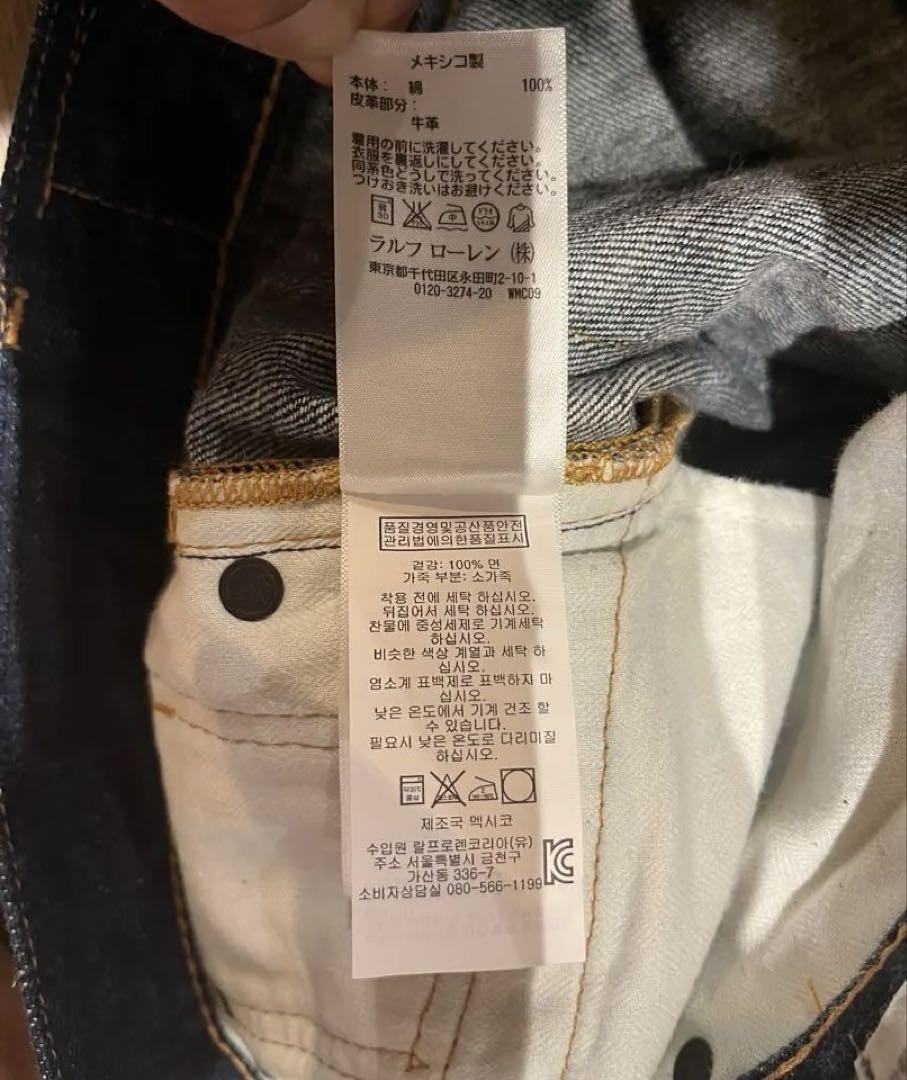 メキシコ製
本体： 綿 100%
皮革部分：
牛革
着用の前に洗濯してください。
衣服を裏返しにしてください。
同系色どうしで洗ってください。
つけおき洗いはお避けください。
30 中 ドライ
ラルフ ローレン（株）
東京都千代田区永田町2-10-1
0120-3274-20 WMC09
품질경영및공산품안전
관리법에의한품질표시
겉감: 100% 면
가죽 부분: 소가죽
착용 전에 세탁 하십시오.
뒤집어서 세탁 하십시오.
찬물에 중성세제로 기계세탁
하십시오.
비슷한 색상 계열과 세탁 하
십시오.
염소계 표백제로 표백하지 마
십시오.
낮은 온도에서 기계 건조 할
수 있습니다.
필요시 낮은 온도로 다리미질
하십시오.
중성
제조국 멕시코
수입원 랄프로렌코리아(유)
주소 서울특별시 금천구
가산동 336-7
소비자상담실 080-566-1199